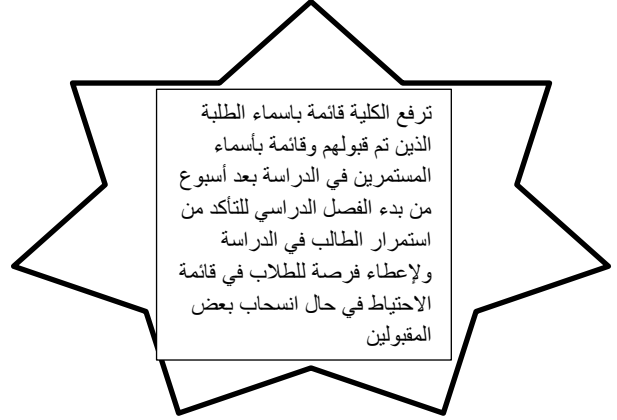 ترفع الكلية قائمة باسماء الطلبة
الذين تم قبولهم وقائمة بأسماء
المستمرين في الدراسة بعد أسبوع
من بدء الفصل الدراسي للتأكد من
استمرار الطالب في الدراسة
ولإعطاء فرصة للطلاب في قائمة
الاحتياط في حال انسحاب بعض
المقبولين